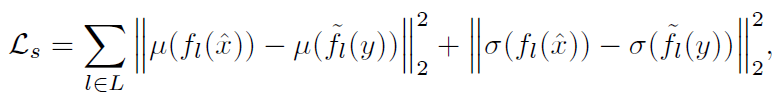 $$\mathcal{L}_s = \sum_{l \in L} \left\| \mu(f_l(\hat{x})) - \mu(\tilde{f}_l(y)) \right\|_2^2 + \left\| \sigma(f_l(\hat{x})) - \sigma(\tilde{f}_l(y)) \right\|_2^2,$$